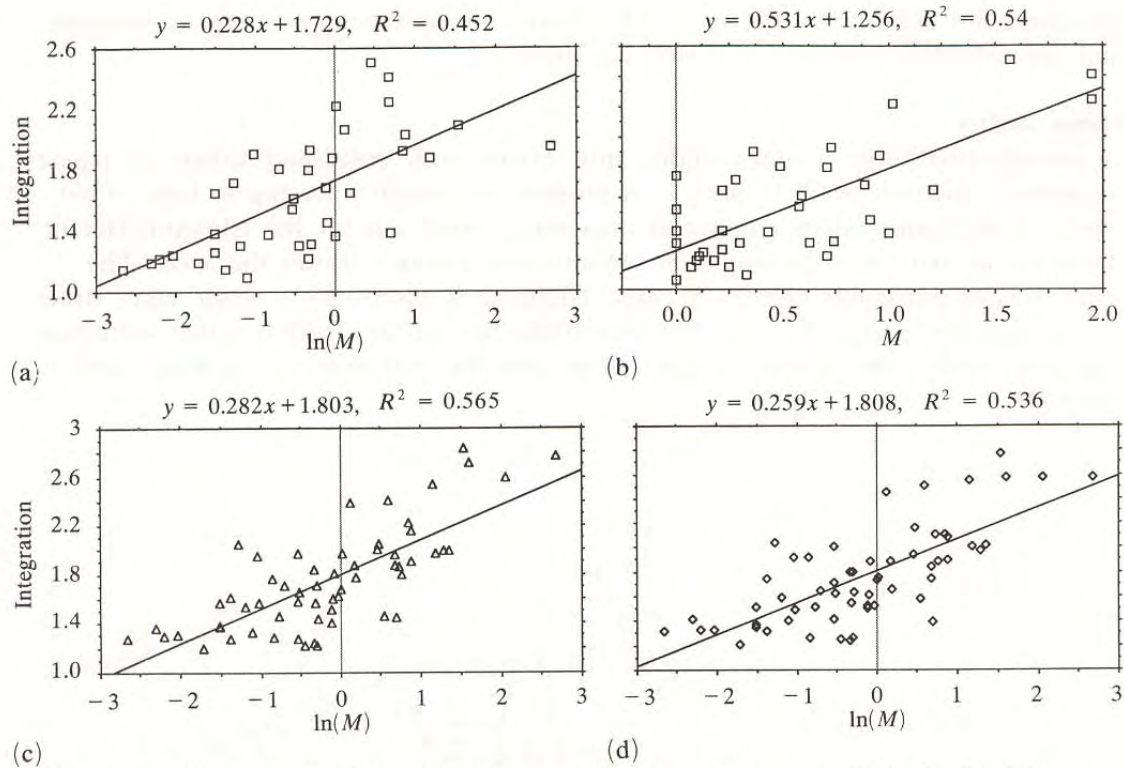 y = 0.228x + 1.729, R² = 0.452
y = 0.531x + 1.256, R² = 0.54
Integration
2.6
2.2
1.8
1.4
1.0
−3 −2 −1 0 1 2 3
ln(M)
(a)
0.0 0.5 1.0 1.5 2.0
M
(b)
y = 0.282x + 1.803, R² = 0.565
y = 0.259x + 1.808, R² = 0.536
Integration
3
2.6
2.2
1.8
1.4
1.0
−3 −2 −1 0 1 2 3
ln(M)
(c)
−3 −2 −1 0 1 2 3
ln(M)
(d)